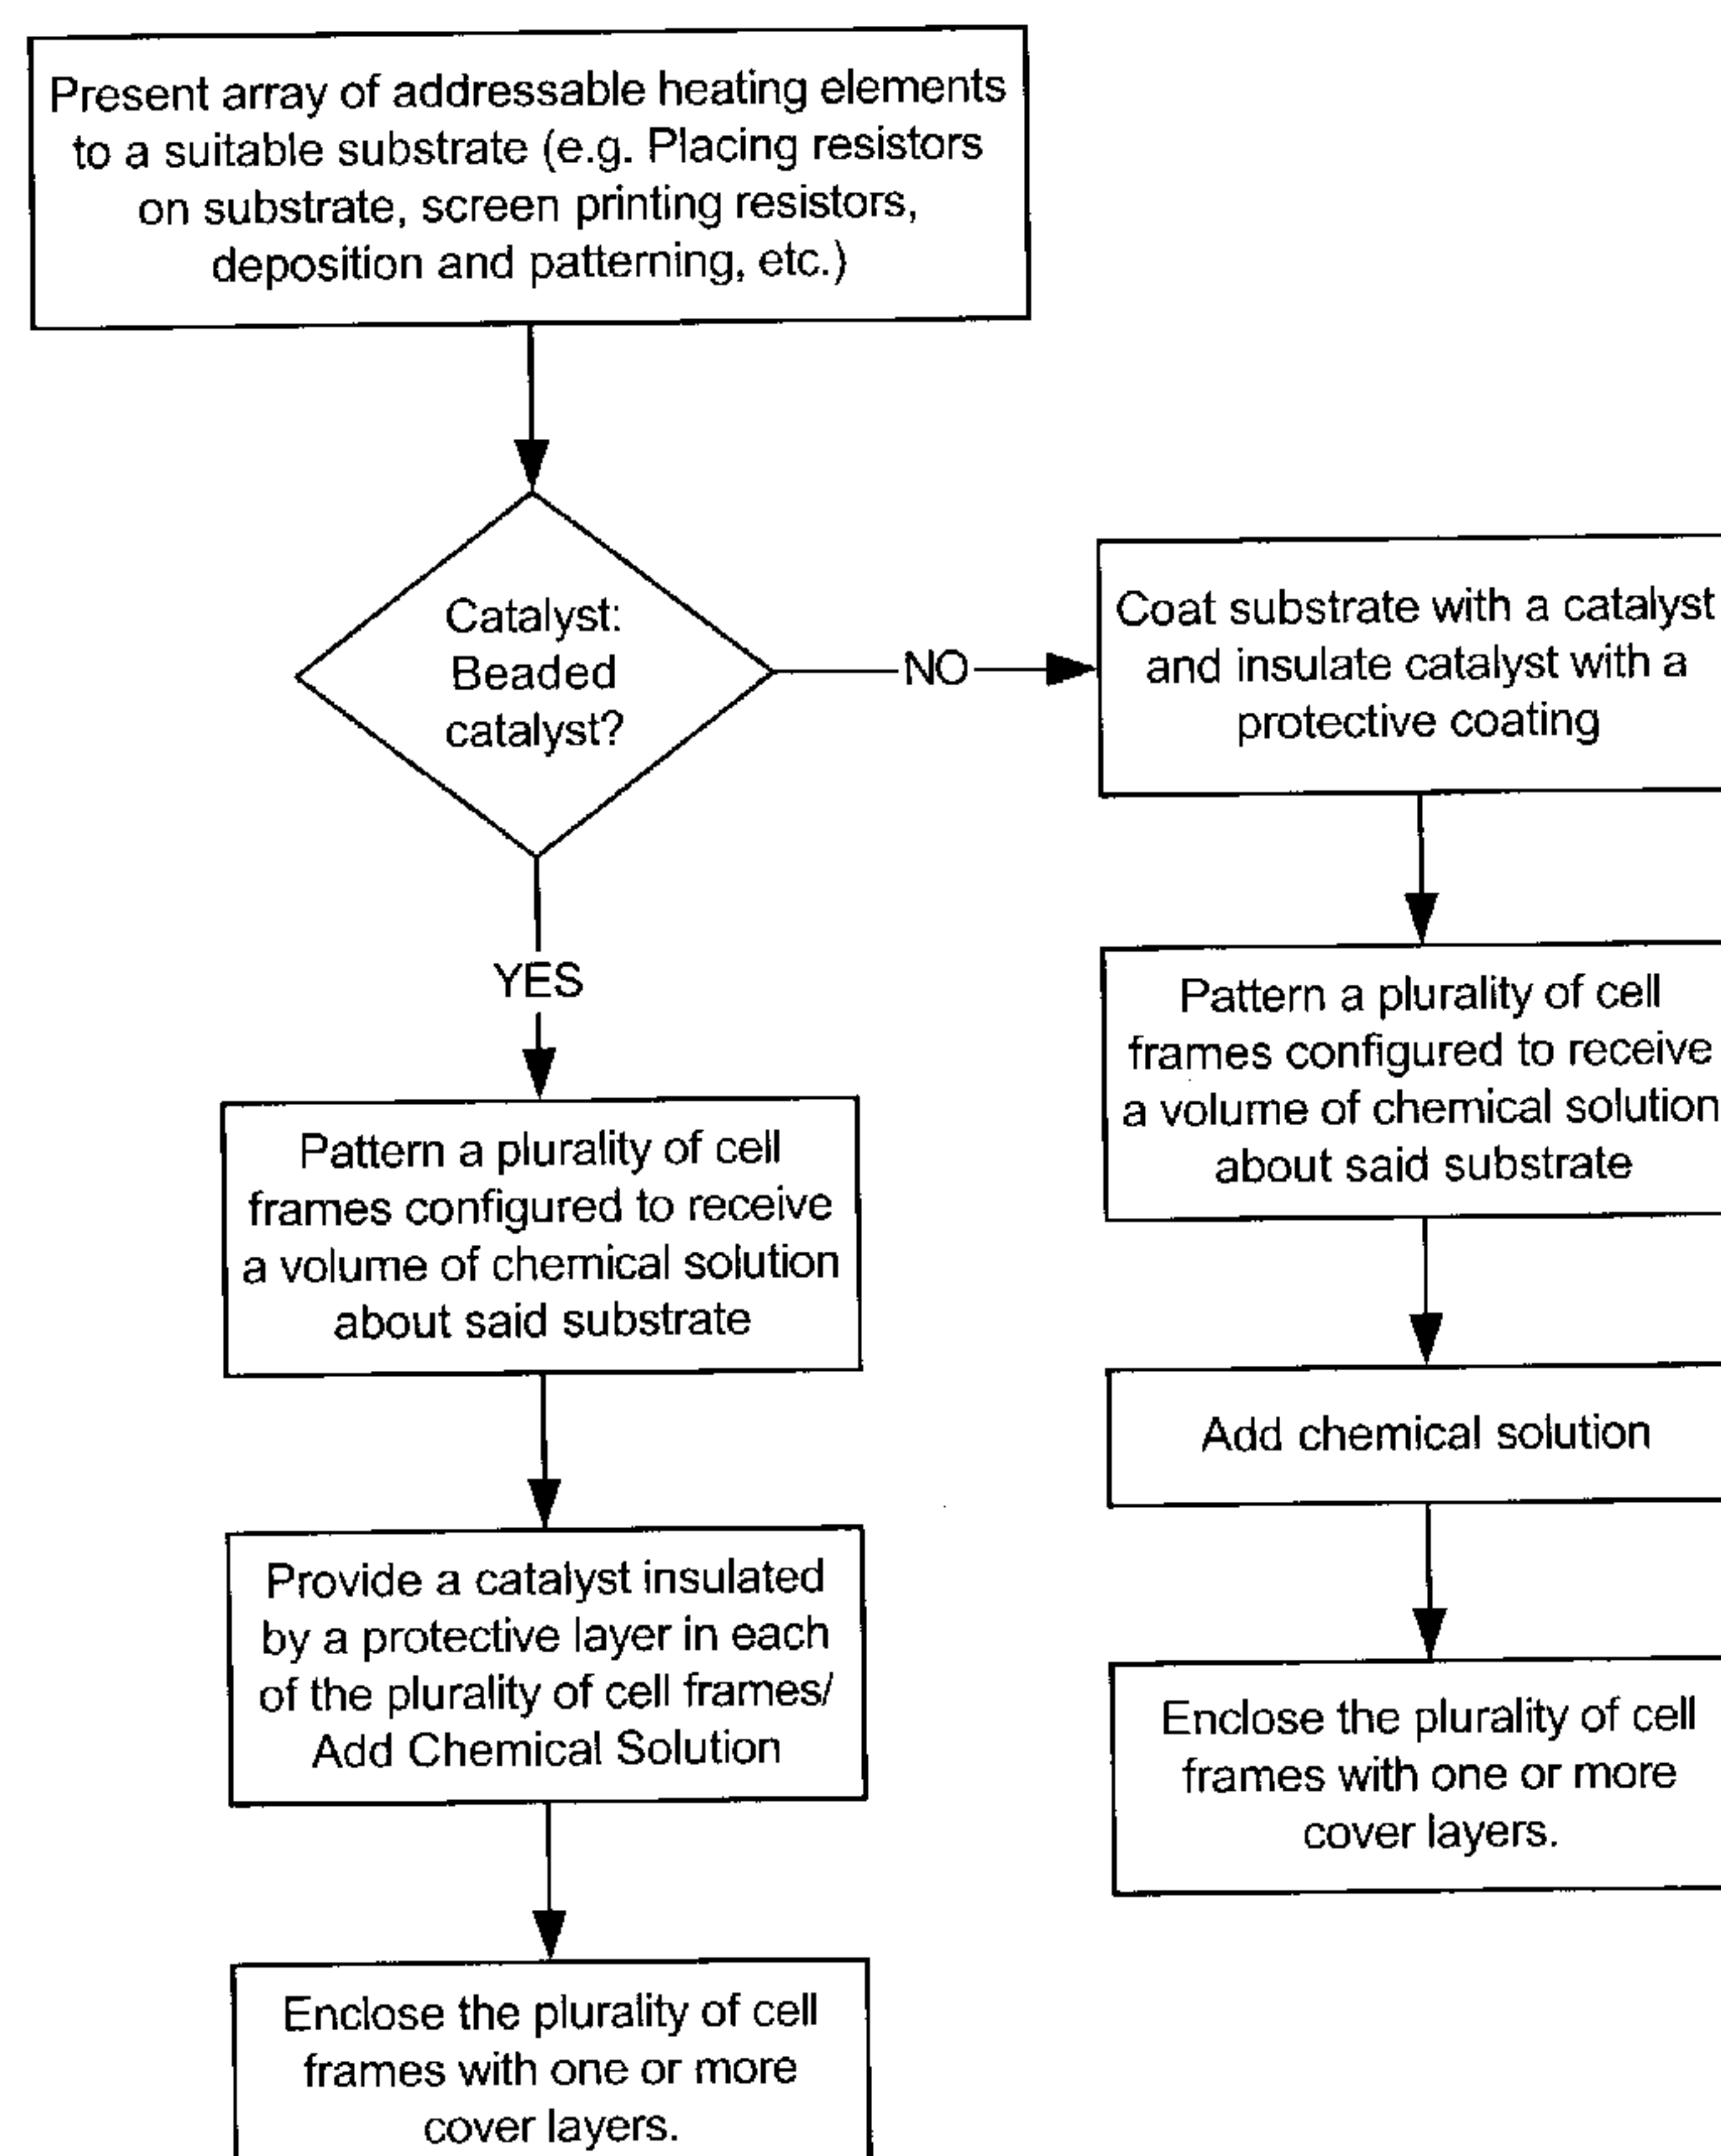 Present array of addressable heating elements
to a suitable substrate (e.g. Placing resistors
on substrate, screen printing resistors,
deposition and patterning, etc.)
Catalyst:
Beaded
catalyst?
NO
Coat substrate with a catalyst
and insulate catalyst with a
protective coating
Pattern a plurality of cell
frames configured to receive
a volume of chemical solution
about said substrate
Add chemical solution
Enclose the plurality of cell
frames with one or more
cover layers.
YES
Pattern a plurality of cell
frames configured to receive
a volume of chemical solution
about said substrate
Provide a catalyst insulated
by a protective layer in each
of the plurality of cell frames/
Add Chemical Solution
Enclose the plurality of cell
frames with one or more
cover layers.